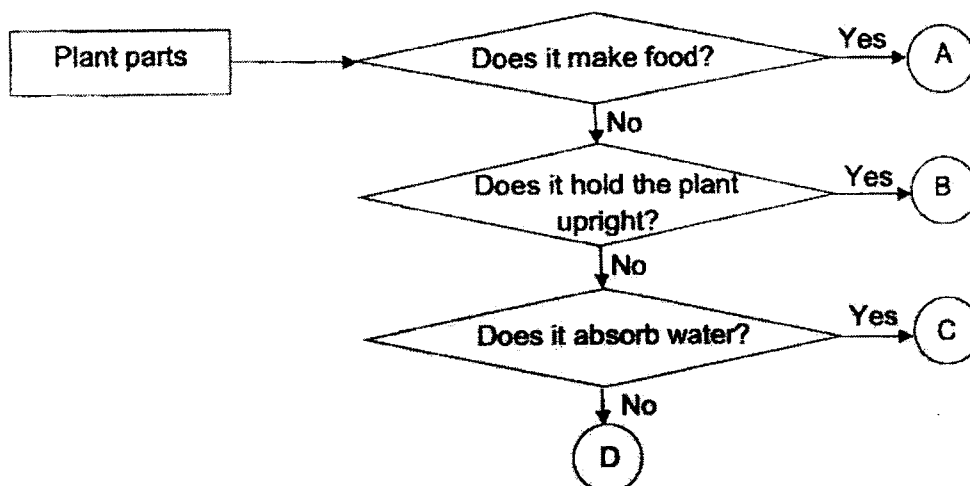 Plant parts
Does it make food?
Yes
A
No
Does it hold the plant
upright?
Yes
B
No
Does it absorb water?
Yes
C
No
D